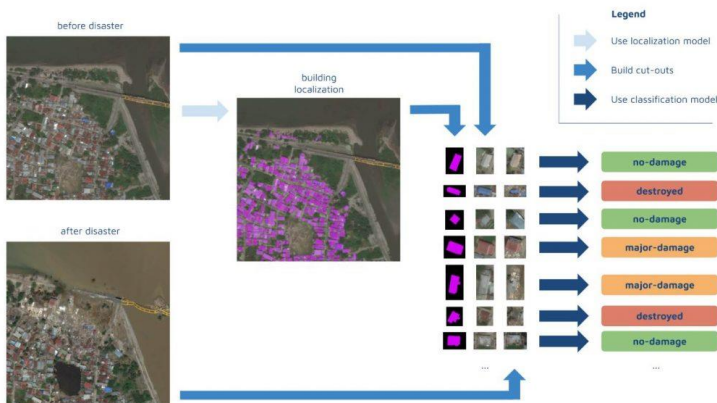 before disaster
Legend
Use localization model
building
localization
Build cut-outs
Use classification model
no-damage
destroyed
no-damage
after disaster
major-damage
major-damage
destroyed
no-damage
...
...